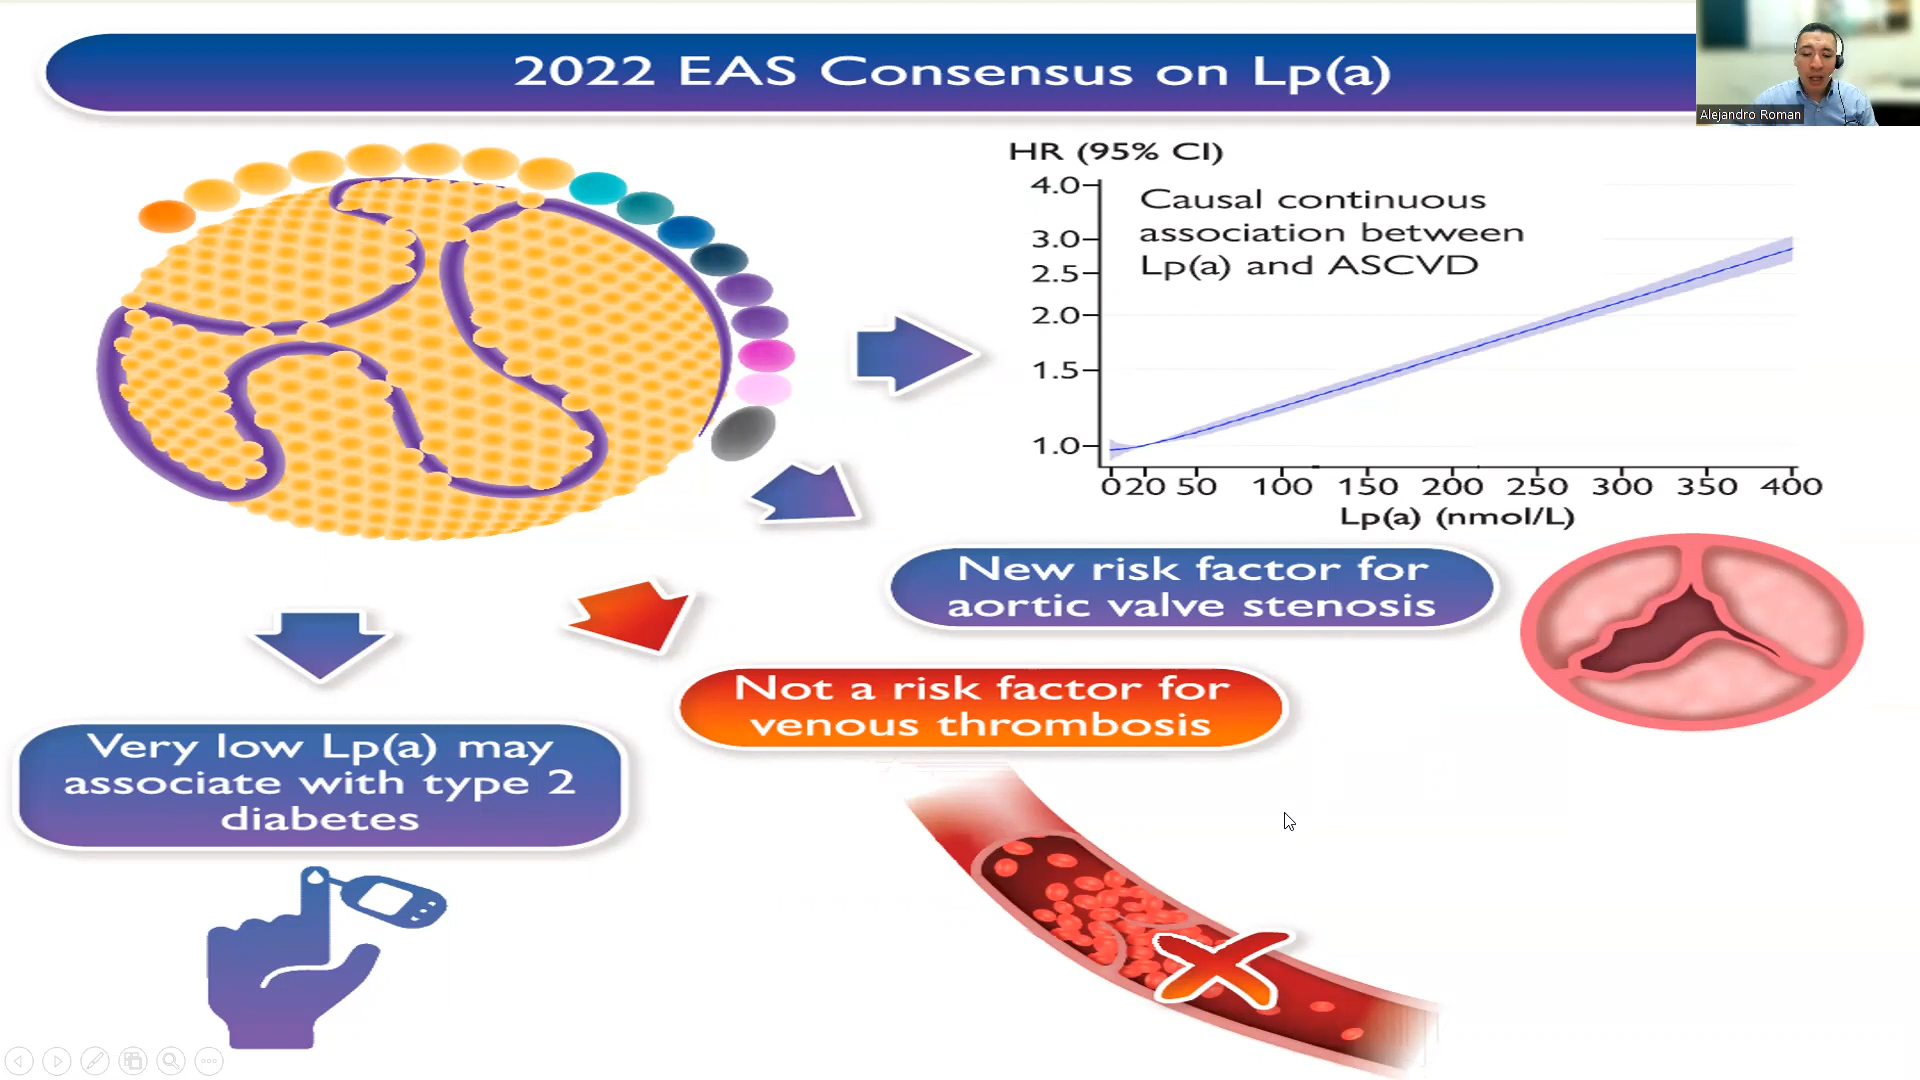 2022 EAS Consensus on Lp(a)
Alejandro Roman
HR (95% CI)
4.0
3.0
2.5
2.0
1.5
1.0
Causal continuous
association between
Lp(a) and ASCVD
0 20 50 100 150 200 250 300 350 400
Lp(a) (nmol/L)
New risk factor for
aortic valve stenosis
Not a risk factor for
venous thrombosis
Very low Lp(a) may
associate with type 2
diabetes